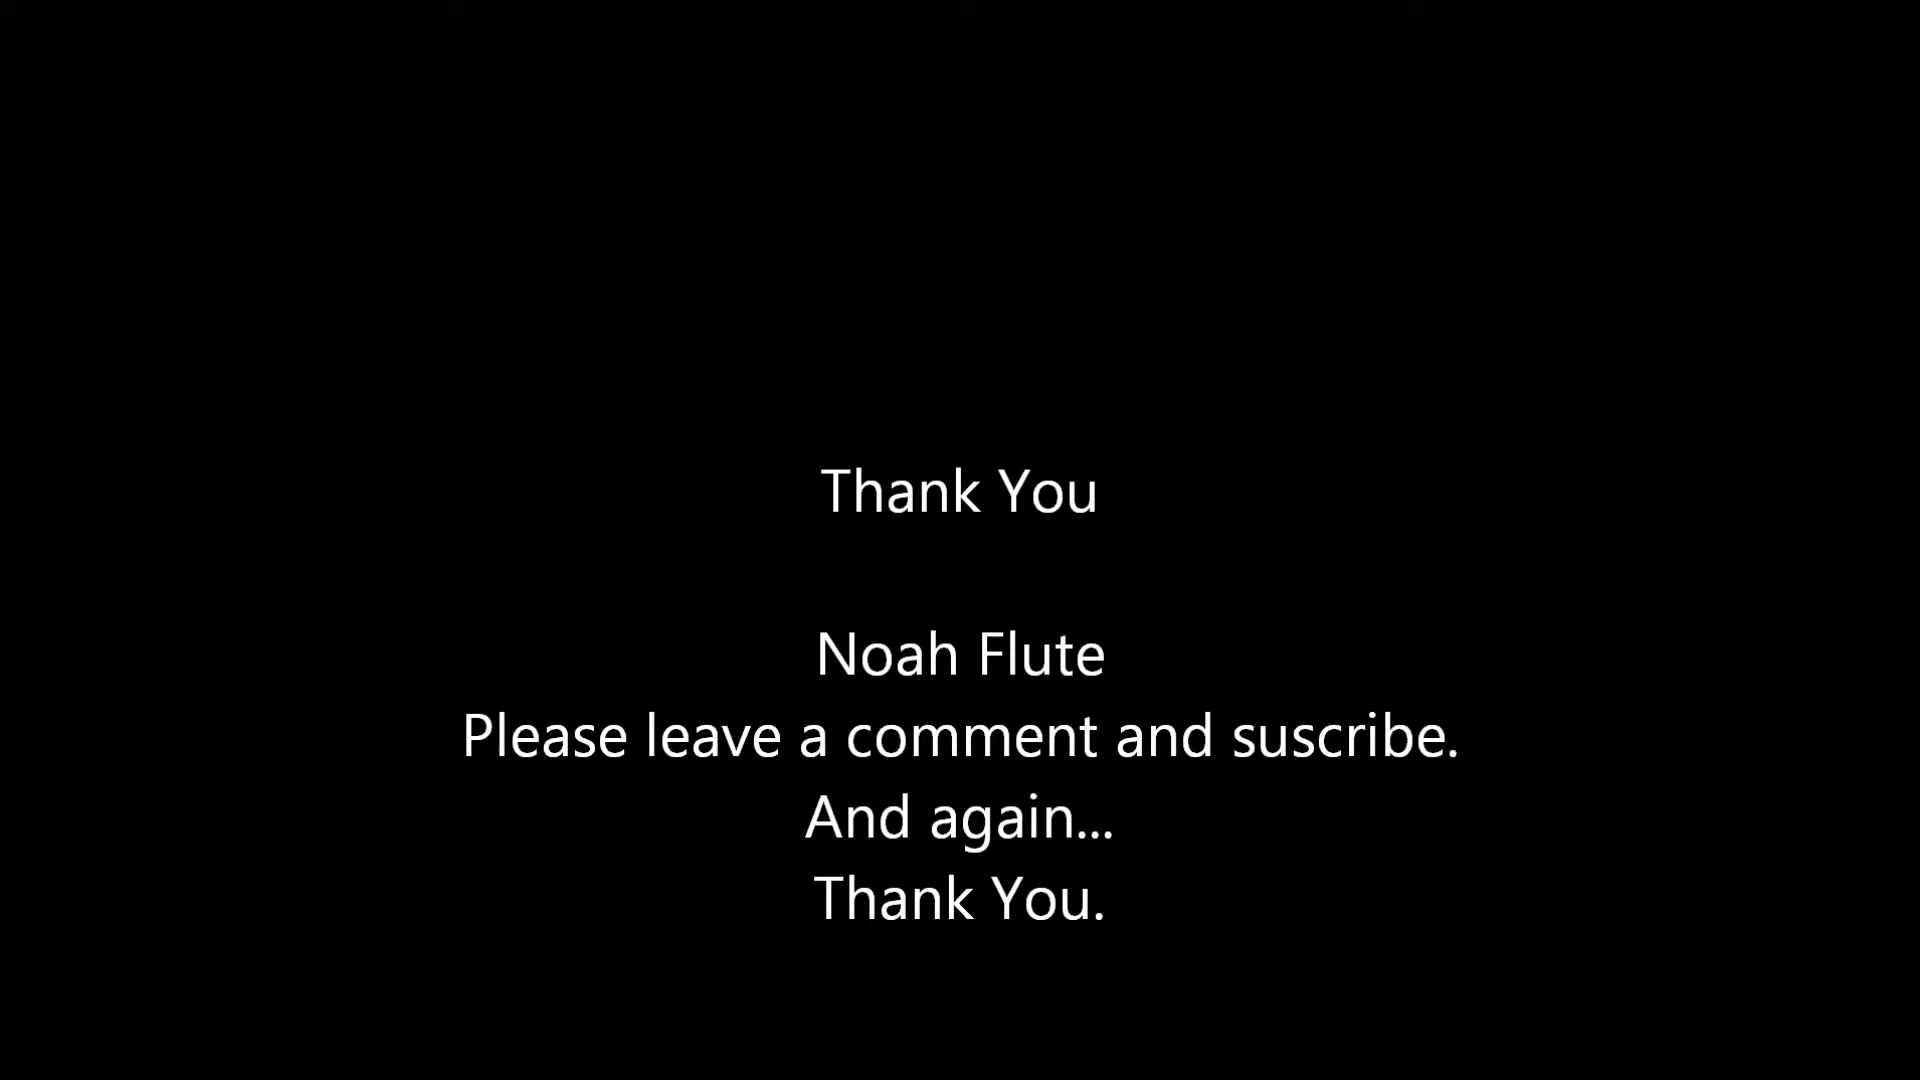 Thank You
Noah Flute
Please leave a comment and suscribe.
And again...
Thank You.